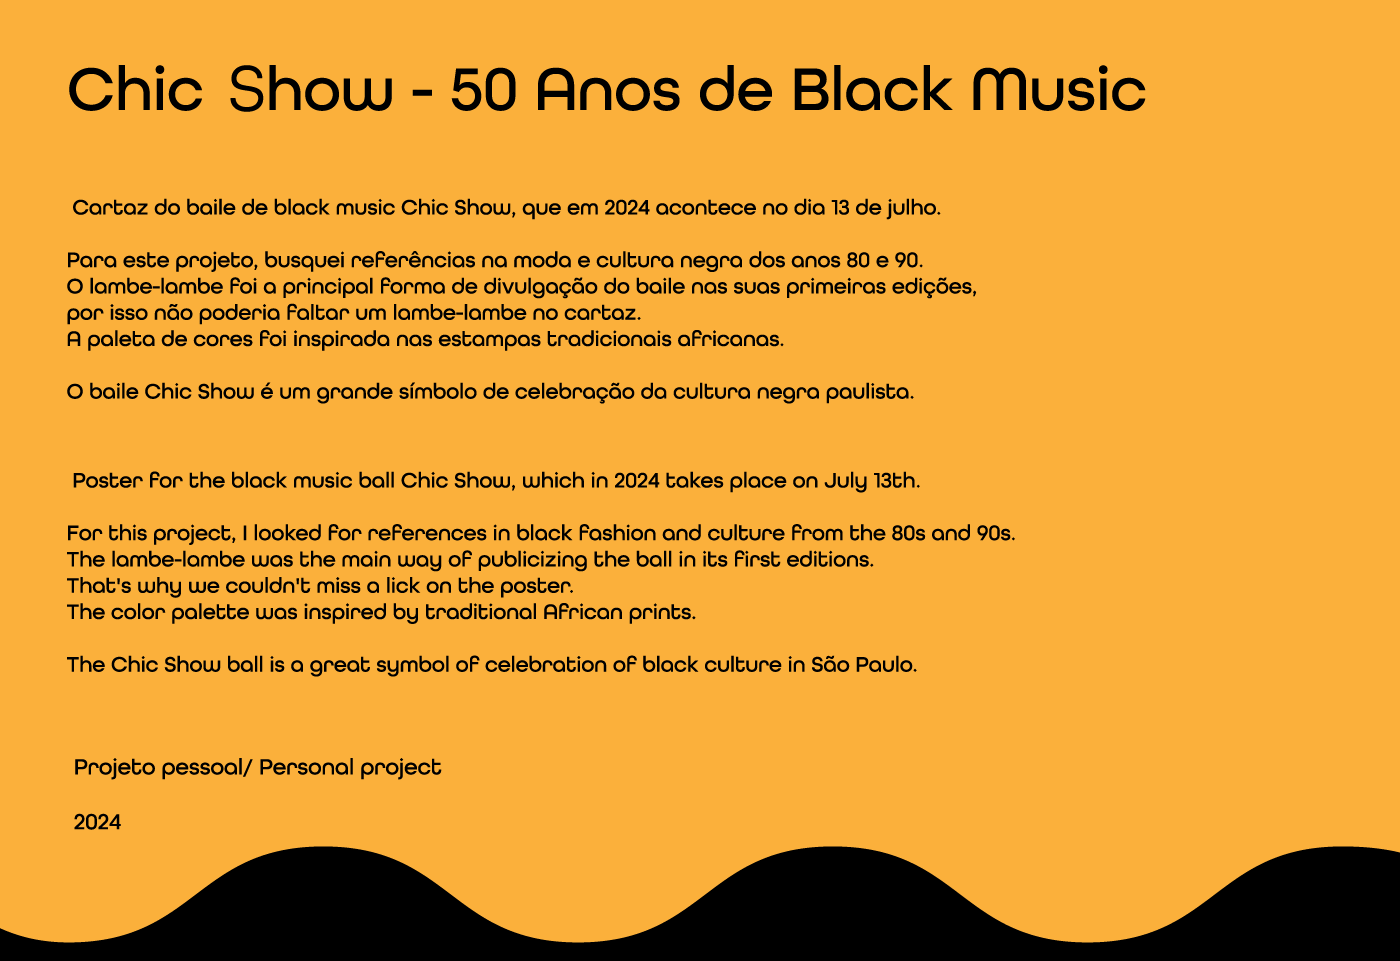 Chic Show - 50 Anos de Black Music
Cartaz do baile de black music Chic Show, que em 2024 acontece no dia 13 de julho.
Para este projeto, busquei referências na moda e cultura negra dos anos 80 e 90.
O lambe-lambe foi a principal forma de divulgação do baile nas suas primeiras edições,
por isso não poderia faltar um lambe-lambe no cartaz.
A paleta de cores foi inspirada nas estampas tradicionais africanas.
O baile Chic Show é um grande símbolo de celebração da cultura negra paulista.
Poster for the black music ball Chic Show, which in 2024 takes place on July 13th.
For this project, I looked for references in black fashion and culture from the 80s and 90s.
The lambe-lambe was the main way of publicizing the ball in its first editions.
That's why we couldn't miss a lick on the poster.
The color palette was inspired by traditional African prints.
The Chic Show ball is a great symbol of celebration of black culture in São Paulo.
Projeto pessoal/ Personal project
2024